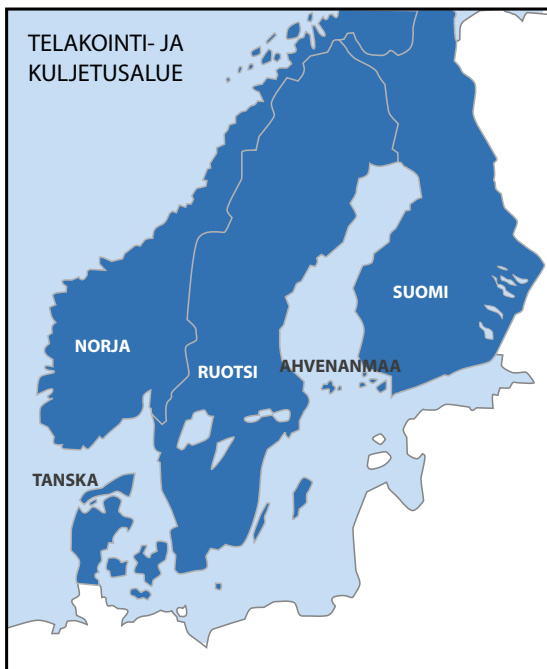 TELAKOINTI- JA
KULJETUSALUE
SUOMI
NORJA
AHVENANMAA
RUOTSI
TANSKA